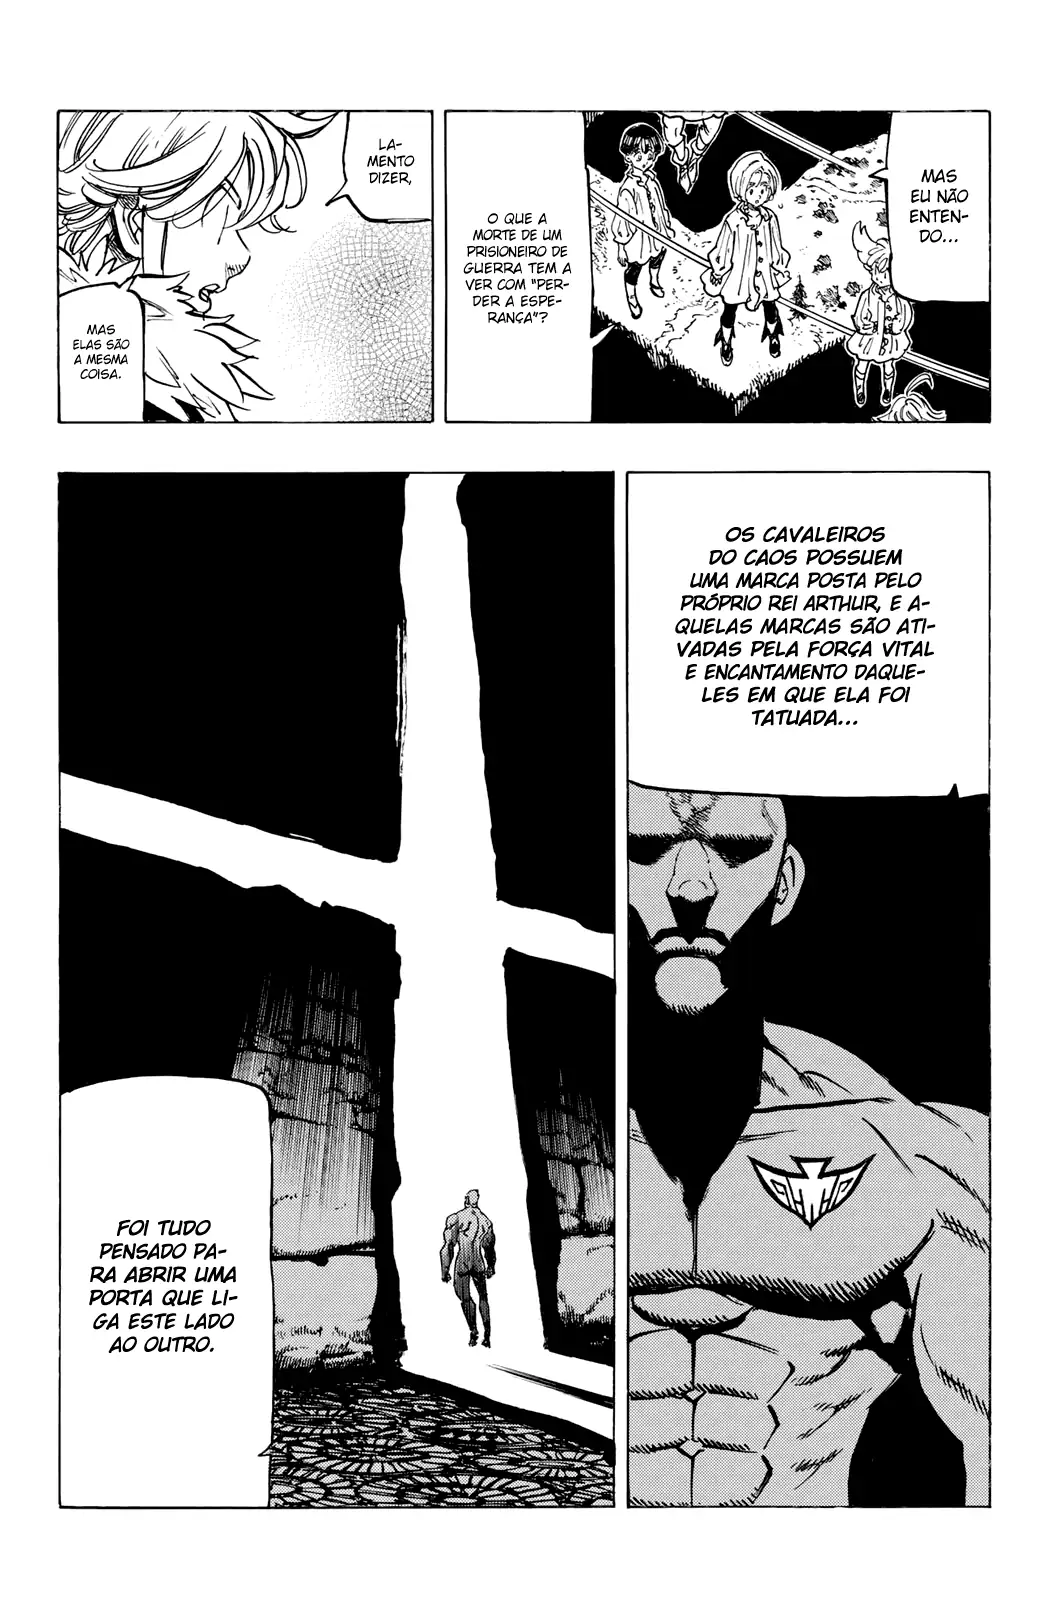 MAS
EU NÃO
ENTEN-
DO...
O QUE A
MORTE DE UM
PRISIONEIRO DE
GUERRA TEM A
VER COM "PER-
DER A ESPE-
RANÇA"?
LA-
MENTO
DIZER,
MAS
ELAS SÃO
A MESMA
COISA.
OS CAVALEIROS
DO CAOS POSSUEM
UMA MARCA POSTA PELO
PRÓPRIO REI ARTHUR, E A-
QUELAS MARCAS SÃO ATI-
VADAS PELA FORÇA VITAL
E ENCANTAMENTO DAQUE-
LES EM QUE ELA FOI
TATUADA...
FOI TUDO
PENSADO PA-
RA ABRIR UMA
PORTA QUE LI-
GA ESTE LADO
AO OUTRO.